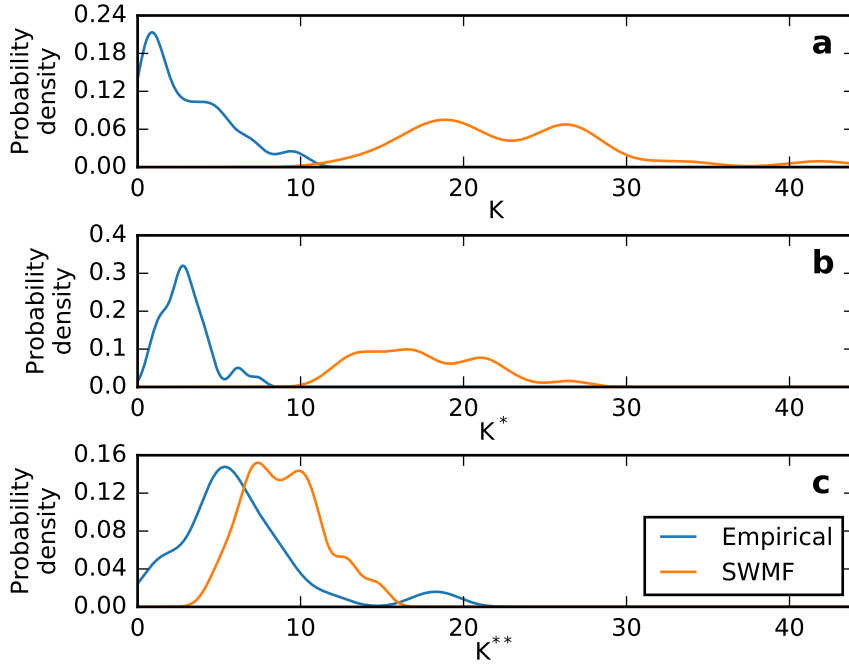 0.24
0.18
0.12
0.06
0.00
Probability
density
a
0 10 20 30 40
K
0.4
0.3
0.2
0.1
0.0
Probability
density
b
0 10 20 30 40
K*
0.16
0.12
0.08
0.04
0.00
Probability
density
c
Empirical
SWMF
0 10 20 30 40
K**